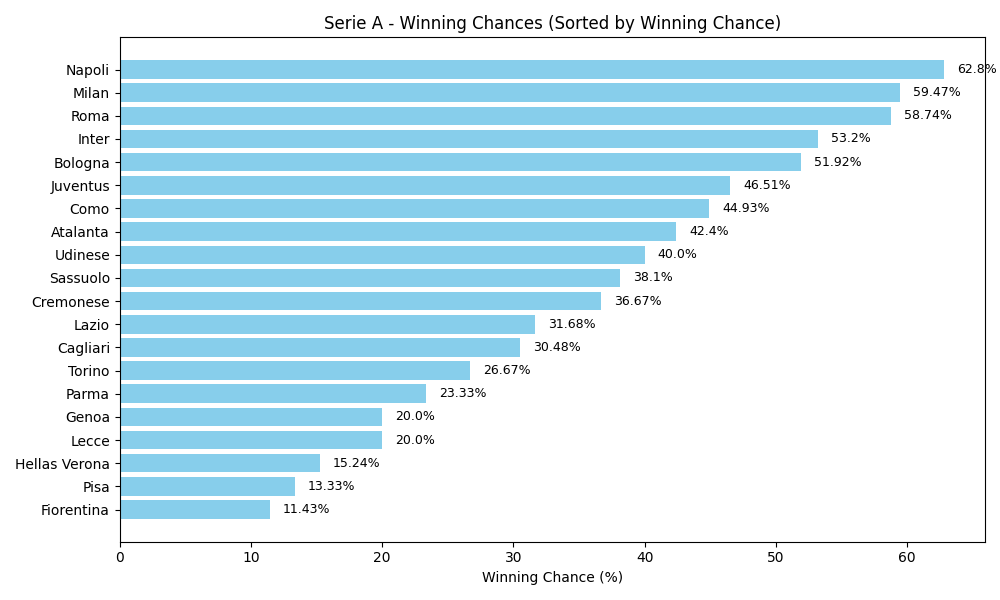 Serie A - Winning Chances (Sorted by Winning Chance)
Napoli 62.8%
Milan 59.47%
Roma 58.74%
Inter 53.2%
Bologna 51.92%
Juventus 46.51%
Como 44.93%
Atalanta 42.4%
Udinese 40.0%
Sassuolo 38.1%
Cremonese 36.67%
Lazio 31.68%
Cagliari 30.48%
Torino 26.67%
Parma 23.33%
Genoa 20.0%
Lecce 20.0%
Hellas Verona 15.24%
Pisa 13.33%
Fiorentina 11.43%
0 10 20 30 40 50 60
Winning Chance (%)